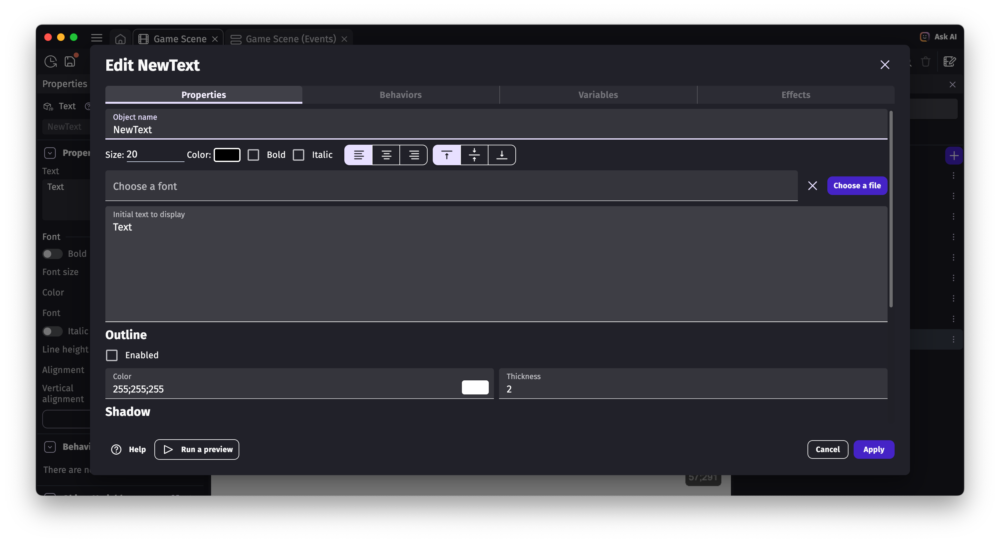 Game Scene
Game Scene (Events)
Ask AI
Edit NewText
Properties
Text
NewText
Text
Text
Font
Bold
Font size
Color
Font
Italic
Line height
Alignment
Vertical
alignment
There are
Properties
Behaviors
Variables
Effects
Object name
NewText
Size: 20
Color:
Bold
Italic
Choose a font
Choose a file
Initial text to display
Text
Outline
Enabled
Color
255;255;255
Thickness
2
Shadow
Help
Run a preview
Cancel
Apply
57;291